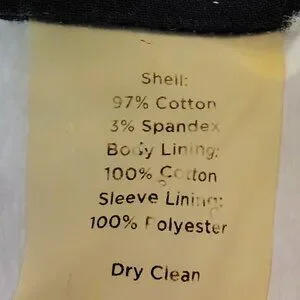 Shell:
97% Cotton
3% Spandex
Body Lining:
100% Cotton
Sleeve Lining:
100% Polyester
Dry Clean